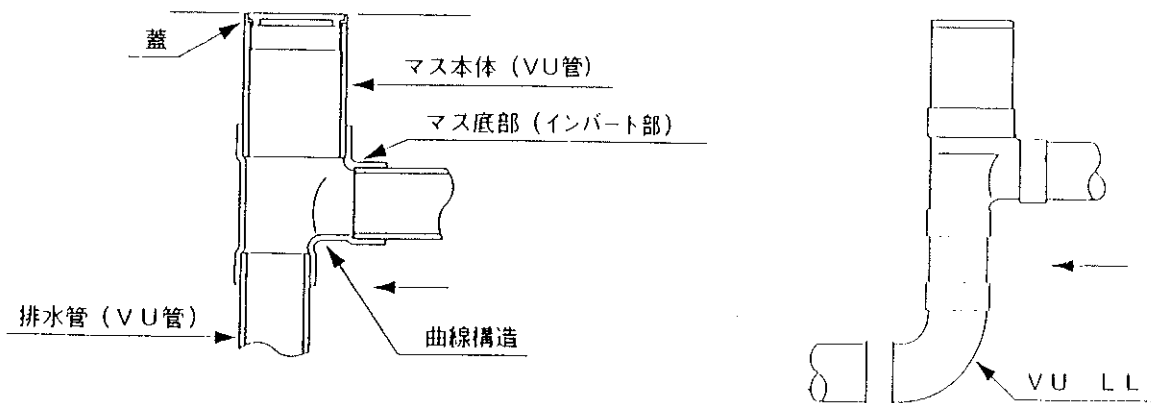 蓋
マス本体（VU管）
マス底部（インバート部）
排水管（VU管）
曲線構造
VU LL